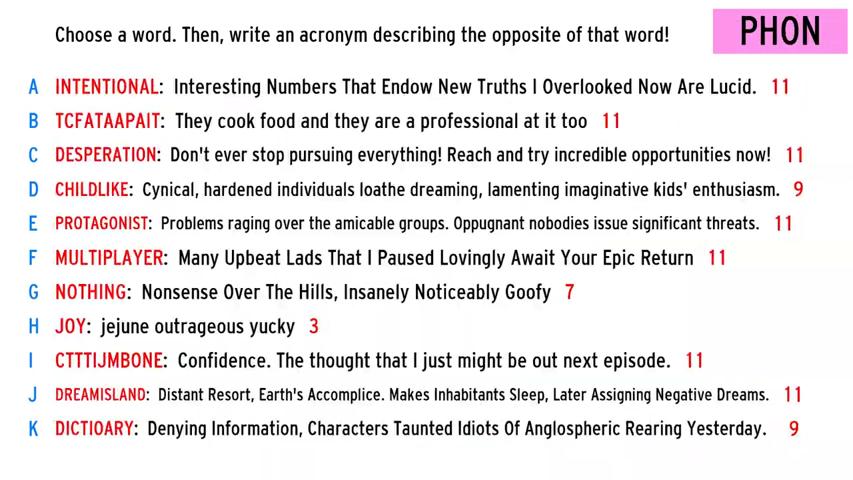 Choose a word. Then, write an acronym describing the opposite of that word!
PHON
A INTENTIONAL: Interesting Numbers That Endow New Truths I Overlooked Now Are Lucid. 11
B TCFATAAPAIT: They cook food and they are a professional at it too 11
C DESPERATION: Don't ever stop pursuing everything! Reach and try incredible opportunities now! 11
D CHILDLIKE: Cynical, hardened individuals loathe dreaming, lamenting imaginative kids' enthusiasm. 9
E PROTAGONIST: Problems raging over the amicable groups. Oppugnant nobodies issue significant threats. 11
F MULTIPLAYER: Many Upbeat Lads That I Paused Lovingly Await Your Epic Return 11
G NOTHING: Nonsense Over The Hills, Insanely Noticeably Goofy 7
H JOY: jejune outrageous yucky 3
I CTTTIJMBONE: Confidence. The thought that I just might be out next episode. 11
J DREAMISLAND: Distant Resort, Earth's Accomplice. Makes Inhabitants Sleep, Later Assigning Negative Dreams. 11
K DICTIOARY: Denying Information, Characters Taunted Idiots Of Anglospheric Rearing Yesterday. 9